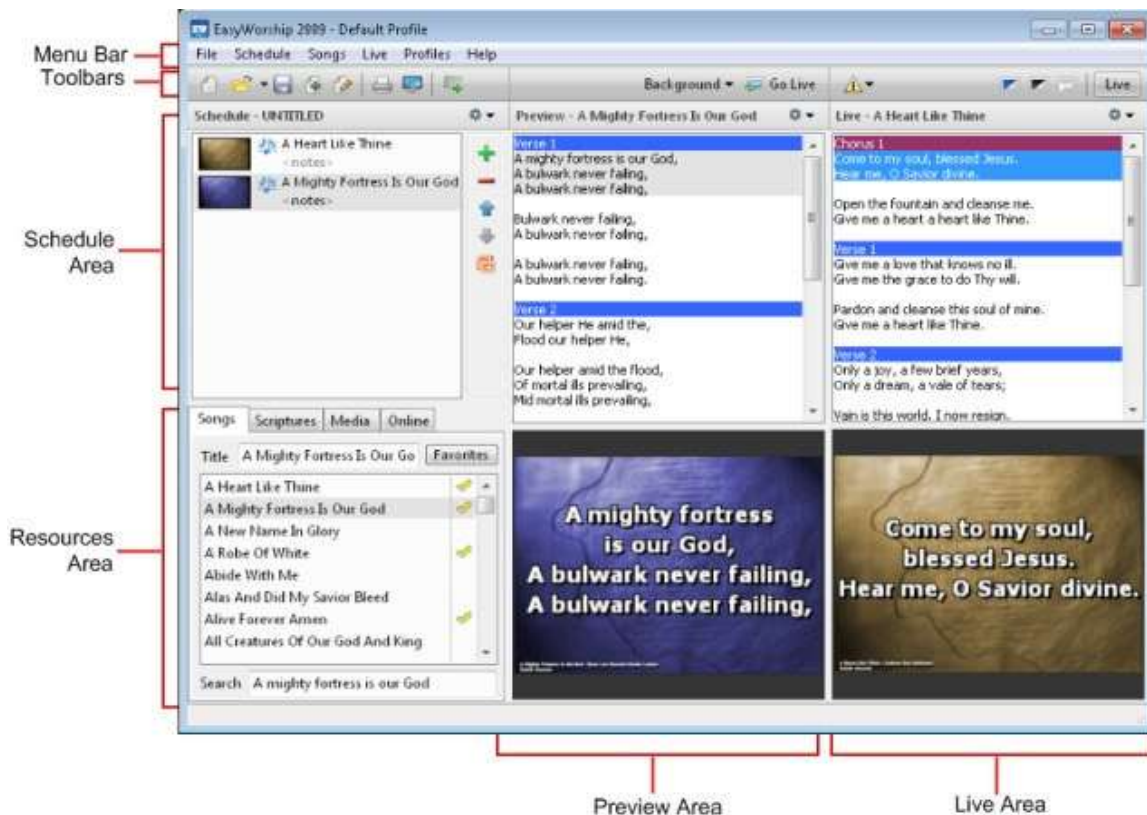 EasyWorship 2009 - Default Profile
Menu Bar
File Schedule Songs Live Profiles Help
Toolbars
Background Go Live Live
Schedule - UNTITLED
A Heart Like Thine
<notes>
A Mighty Fortress Is Our God
<notes>
Schedule
Area
Preview - A Mighty Fortress Is Our God
Verse 1
A mighty fortress is our God,
A bulwark never failing,
A bulwark never failing,
Bulwark never failing,
A bulwark never failing,
A bulwark never failing,
A bulwark never failing.
Verse 2
Our helper He amid the,
Flood our helper He,
Our helper amid the flood,
Of mortal ills prevailing,
Mid mortal ills prevailing,
Live - A Heart Like Thine
Chorus 1
Come to my soul, blessed Jesus.
Hear me, O Savior divine.
Open the fountain and cleanse me.
Give me a heart a heart like Thine.
Verse 1
Give me a love that knows no ill.
Give me the grace to do Thy will.
Pardon and cleanse this soul of mine.
Give me a heart like Thine.
Verse 2
Only a joy, a few brief years,
Only a dream, a vale of tears;
Vain is this world, I now resign.
Songs Scriptures Media Online
Title A Mighty Fortress Is Our Go Favorites
A Heart Like Thine
A Mighty Fortress Is Our God
A New Name In Glory
A Robe Of White
Abide With Me
Alas And Did My Savior Bleed
Alive Forever Amen
All Creatures Of Our God And King
Search A mighty fortress is our God
Resources
Area
A mighty fortress
is our God,
A bulwark never failing,
A bulwark never failing,
Come to my soul,
blessed Jesus.
Hear me, O Savior divine.
Preview Area
Live Area